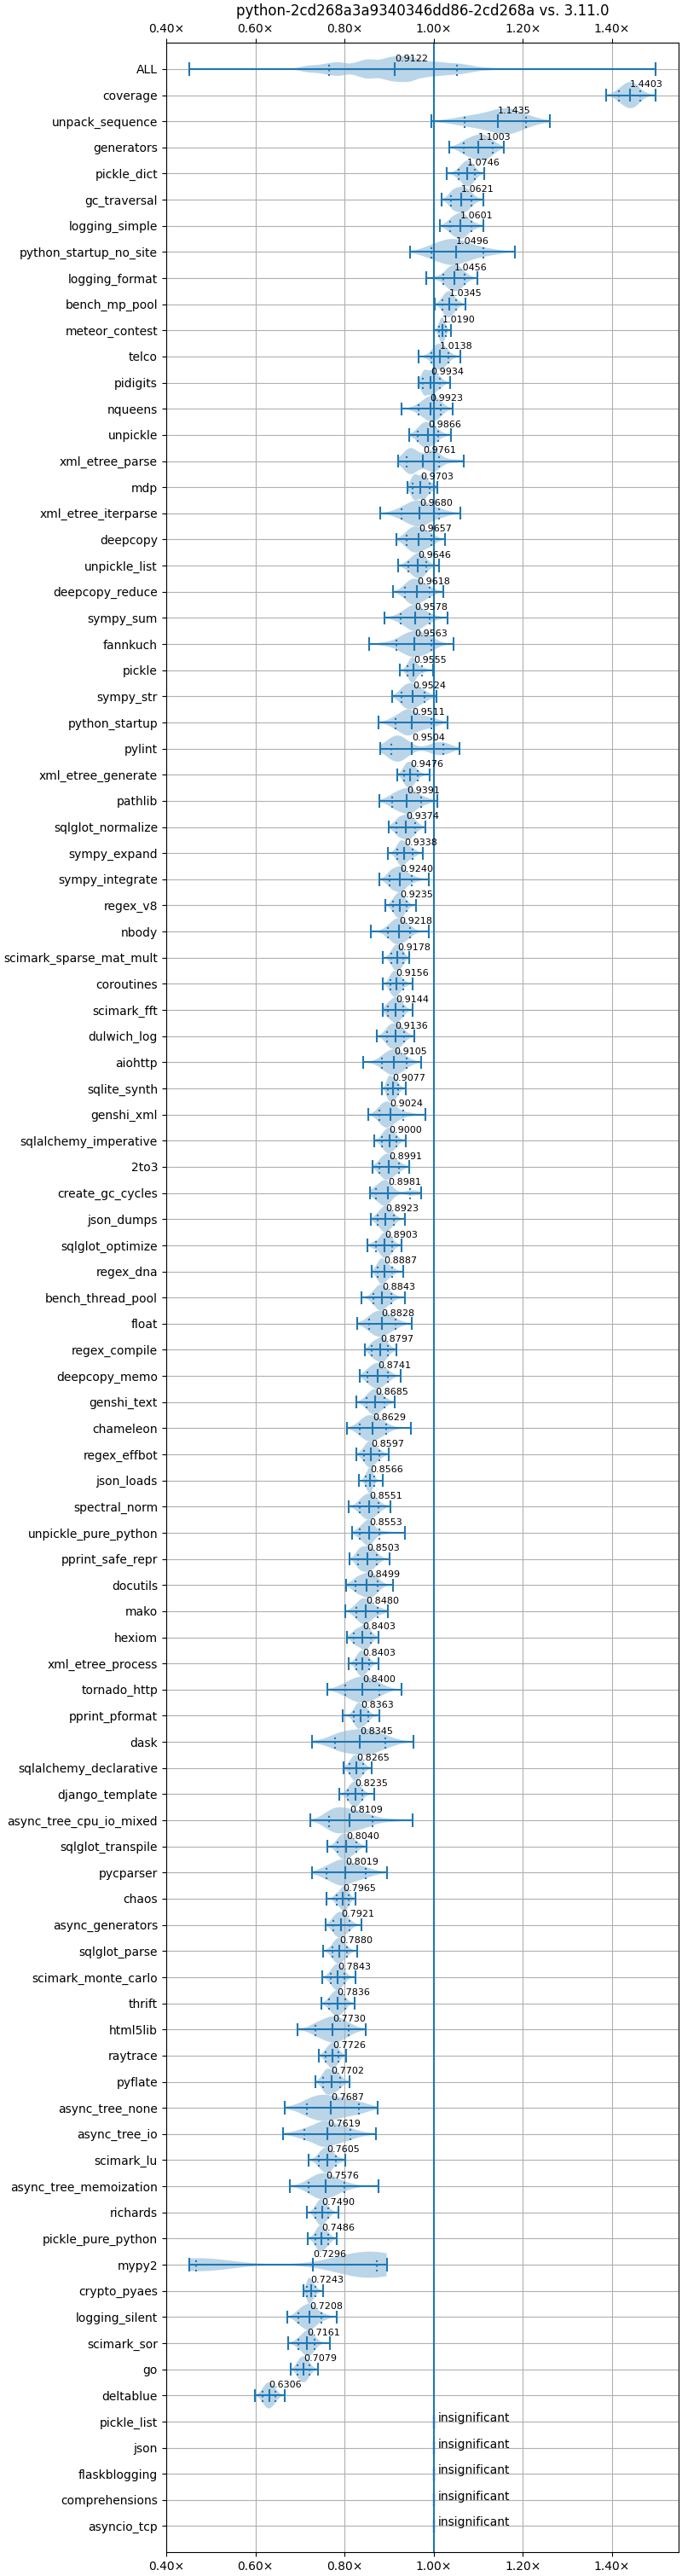 python-2cd268a3a9340346dd86-2cd268a vs. 3.11.0
0.40× 0.60× 0.80× 1.00× 1.20× 1.40×
ALL 0.9122
coverage 1.4403
unpack_sequence 1.1435
generators 1.1003
pickle_dict 1.0746
gc_traversal 1.0621
logging_simple 1.0601
python_startup_no_site 1.0496
logging_format 1.0456
bench_mp_pool 1.0345
meteor_contest 1.0190
telco 1.0138
pidigits 0.9934
nqueens 0.9923
unpickle 0.9866
xml_etree_parse 0.9761
mdp 0.9703
xml_etree_iterparse 0.9680
deepcopy 0.9657
unpickle_list 0.9646
deepcopy_reduce 0.9618
sympy_sum 0.9578
fannkuch 0.9563
pickle 0.9555
sympy_str 0.9524
python_startup 0.9511
pylint 0.9504
xml_etree_generate 0.9476
pathlib 0.9391
sqlglot_normalize 0.9374
sympy_expand 0.9338
sympy_integrate 0.9240
regex_v8 0.9235
nbody 0.9218
scimark_sparse_mat_mult 0.9178
coroutines 0.9156
scimark_fft 0.9144
dulwich_log 0.9136
aiohttp 0.9105
sqlite_synth 0.9077
genshi_xml 0.9024
sqlalchemy_imperative 0.9000
2to3 0.8991
create_gc_cycles 0.8981
json_dumps 0.8923
sqlglot_optimize 0.8903
regex_dna 0.8887
bench_thread_pool 0.8843
float 0.8828
regex_compile 0.8797
deepcopy_memo 0.8741
genshi_text 0.8685
chameleon 0.8629
regex_effbot 0.8597
json_loads 0.8566
spectral_norm 0.8551
unpickle_pure_python 0.8553
pprint_safe_repr 0.8503
docutils 0.8499
mako 0.8480
hexiom 0.8403
xml_etree_process 0.8403
tornado_http 0.8400
pprint_pformat 0.8363
dask 0.8345
sqlalchemy_declarative 0.8265
django_template 0.8235
async_tree_cpu_io_mixed 0.8109
sqlglot_transpile 0.8040
pycparser 0.8019
chaos 0.7965
async_generators 0.7921
sqlglot_parse 0.7880
scimark_monte_carlo 0.7843
thrift 0.7836
html5lib 0.7730
raytrace 0.7726
pyflate 0.7702
async_tree_none 0.7687
async_tree_io 0.7619
scimark_lu 0.7605
async_tree_memoization 0.7576
richards 0.7490
pickle_pure_python 0.7486
mypy2 0.7296
crypto_pyaes 0.7243
logging_silent 0.7208
scimark_sor 0.7161
go 0.7079
deltablue 0.6306
pickle_list insignificant
json insignificant
flaskblogging insignificant
comprehensions insignificant
asyncio_tcp insignificant
0.40× 0.60× 0.80× 1.00× 1.20× 1.40×